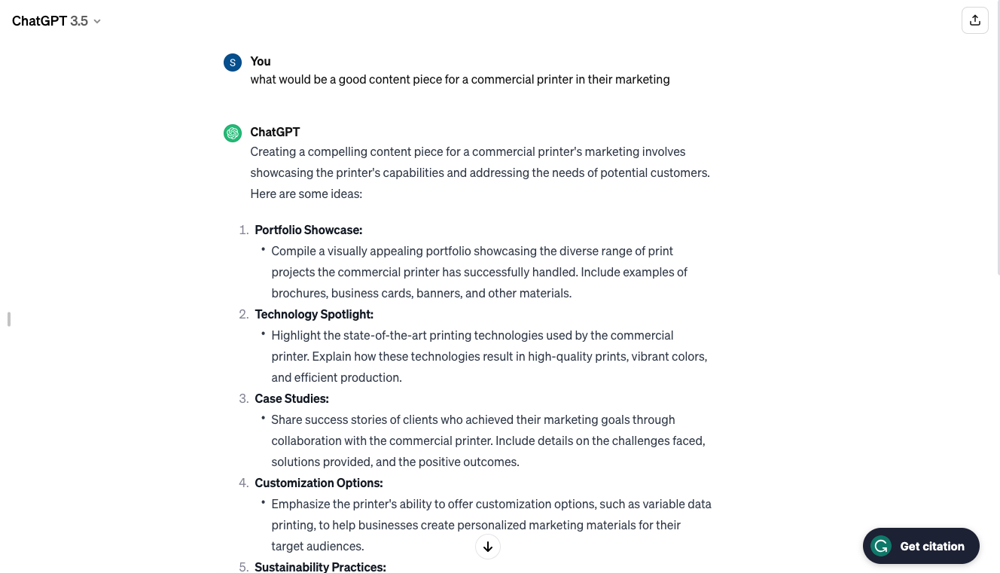 ChatGPT 3.5
S
You
what would be a good content piece for a commercial printer in their marketing
ChatGPT
Creating a compelling content piece for a commercial printer's marketing involves
showcasing the printer's capabilities and addressing the needs of potential customers.
Here are some ideas:
1. Portfolio Showcase:
• Compile a visually appealing portfolio showcasing the diverse range of print
projects the commercial printer has successfully handled. Include examples of
brochures, business cards, banners, and other materials.
2. Technology Spotlight:
• Highlight the state-of-the-art printing technologies used by the commercial
printer. Explain how these technologies result in high-quality prints, vibrant colors,
and efficient production.
3. Case Studies:
• Share success stories of clients who achieved their marketing goals through
collaboration with the commercial printer. Include details on the challenges faced,
solutions provided, and the positive outcomes.
4. Customization Options:
• Emphasize the printer's ability to offer customization options, such as variable data
printing, to help businesses create personalized marketing materials for their
target audiences.
5. Sustainability Practices:
Get citation